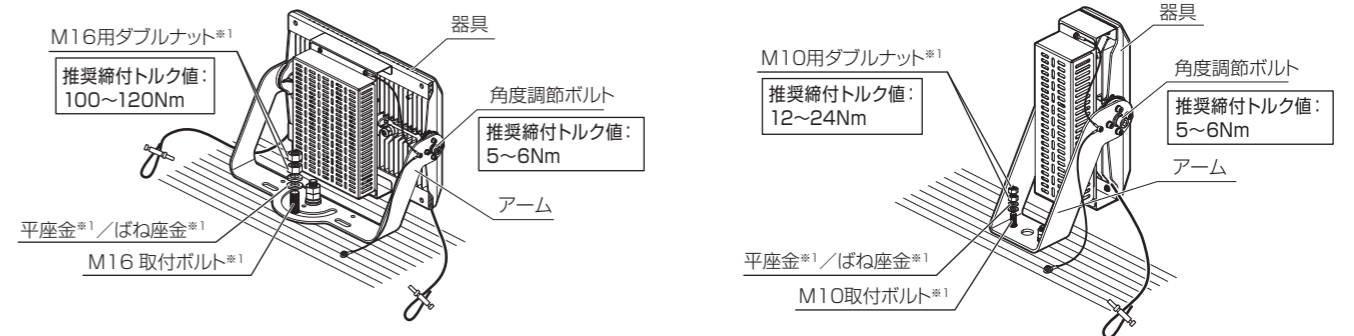 器具
M16用ダブルナット※1
推奨締付トルク値:
100～120Nm
角度調節ボルト
推奨締付トルク値:
5～6Nm
アーム
平座金※1／ばね座金※1
M16 取付ボルト※1
器具
M10用ダブルナット※1
推奨締付トルク値:
12～24Nm
角度調節ボルト
推奨締付トルク値:
5～6Nm
アーム
平座金※1／ばね座金※1
M10取付ボルト※1